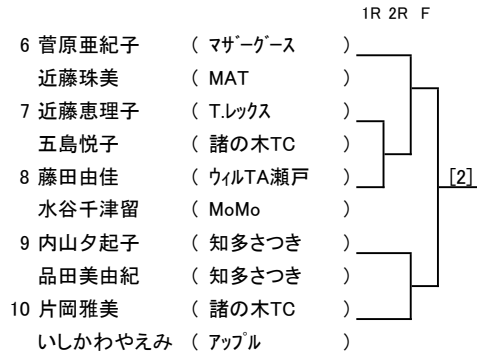 1R 2R F
6 菅原亜紀子 ( マザーグース )
近藤珠美 ( MAT )
7 近藤恵理子 ( T.レックス )
五島悦子 ( 諸の木TC )
8 藤田由佳 ( ウィルTA瀬戸 ) [2]
水谷千津留 ( MoMo )
9 内山夕起子 ( 知多さつき )
品田美由紀 ( 知多さつき )
10 片岡雅美 ( 諸の木TC )
いしかわやえみ ( アップル )